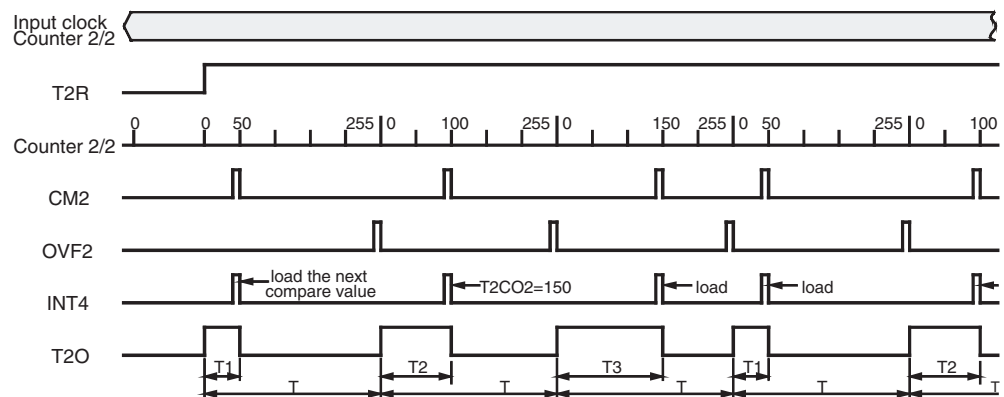 Input clock
Counter 2/2
T2R
0 0 50 255 0 100 255 0 150 255 0 50 255 0 100
Counter 2/2
CM2
OVF2
INT4
load the next
compare value
T2CO2=150
load
load
T2O
T1 T2 T3 T1 T2
T T T T T